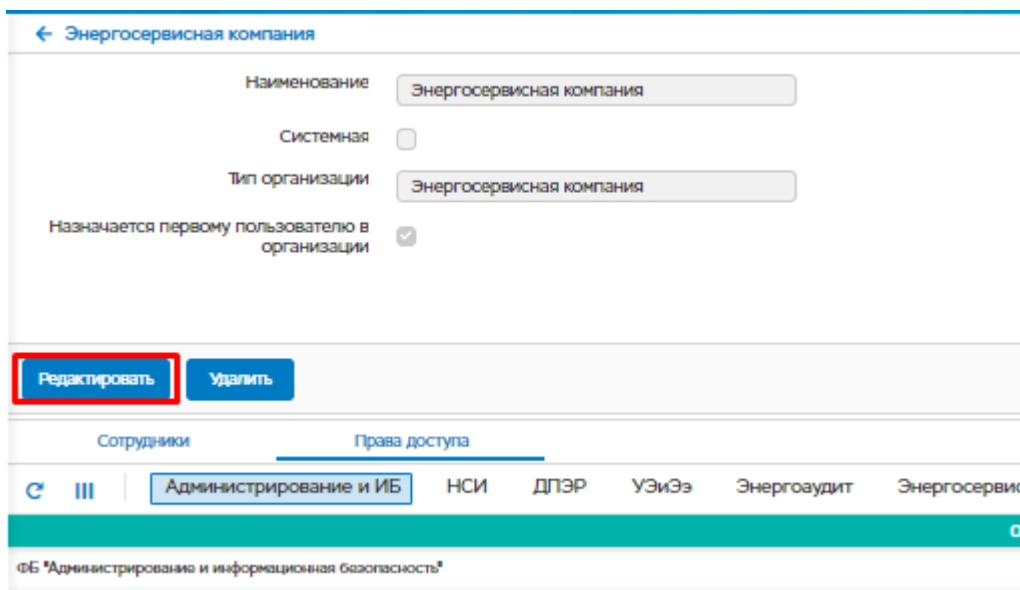 Энергосервисная компания
Наименование Энергосервисная компания
Системная
Тип организации Энергосервисная компания
Назначается первому пользователю в
организации
Редактировать Удалить
Сотрудники Права доступа
Администрирование и ИБ НСИ ДПЭР УЭиЭэ Энергоаудит
ФБ "Администрирование и информационная безопасность"